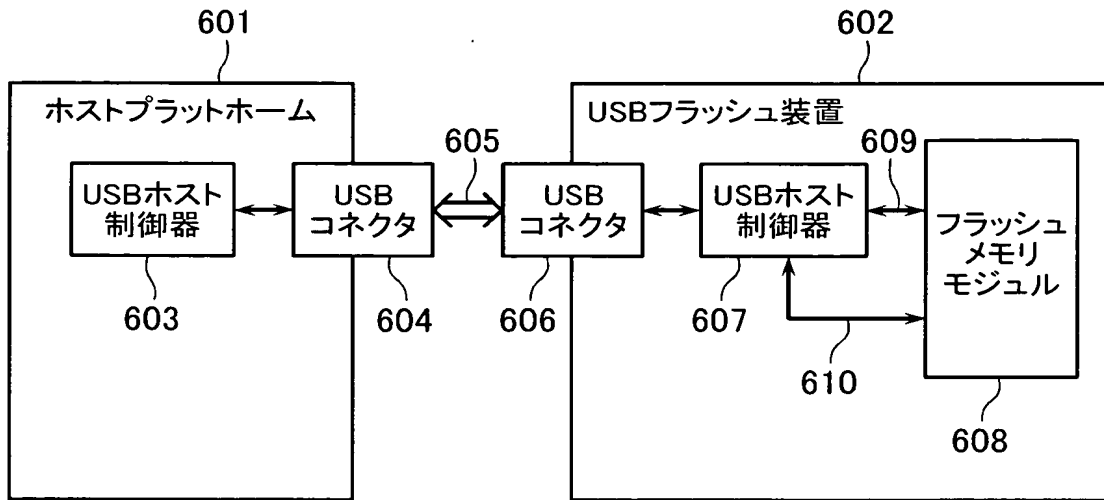 601
602
ホストプラットホーム
USBフラッシュ装置
605
609
USBホスト
制御器
USB
コネクタ
USB
コネクタ
USBホスト
制御器
フラッシュ
メモリ
モジュル
603
604
606
607
610
608